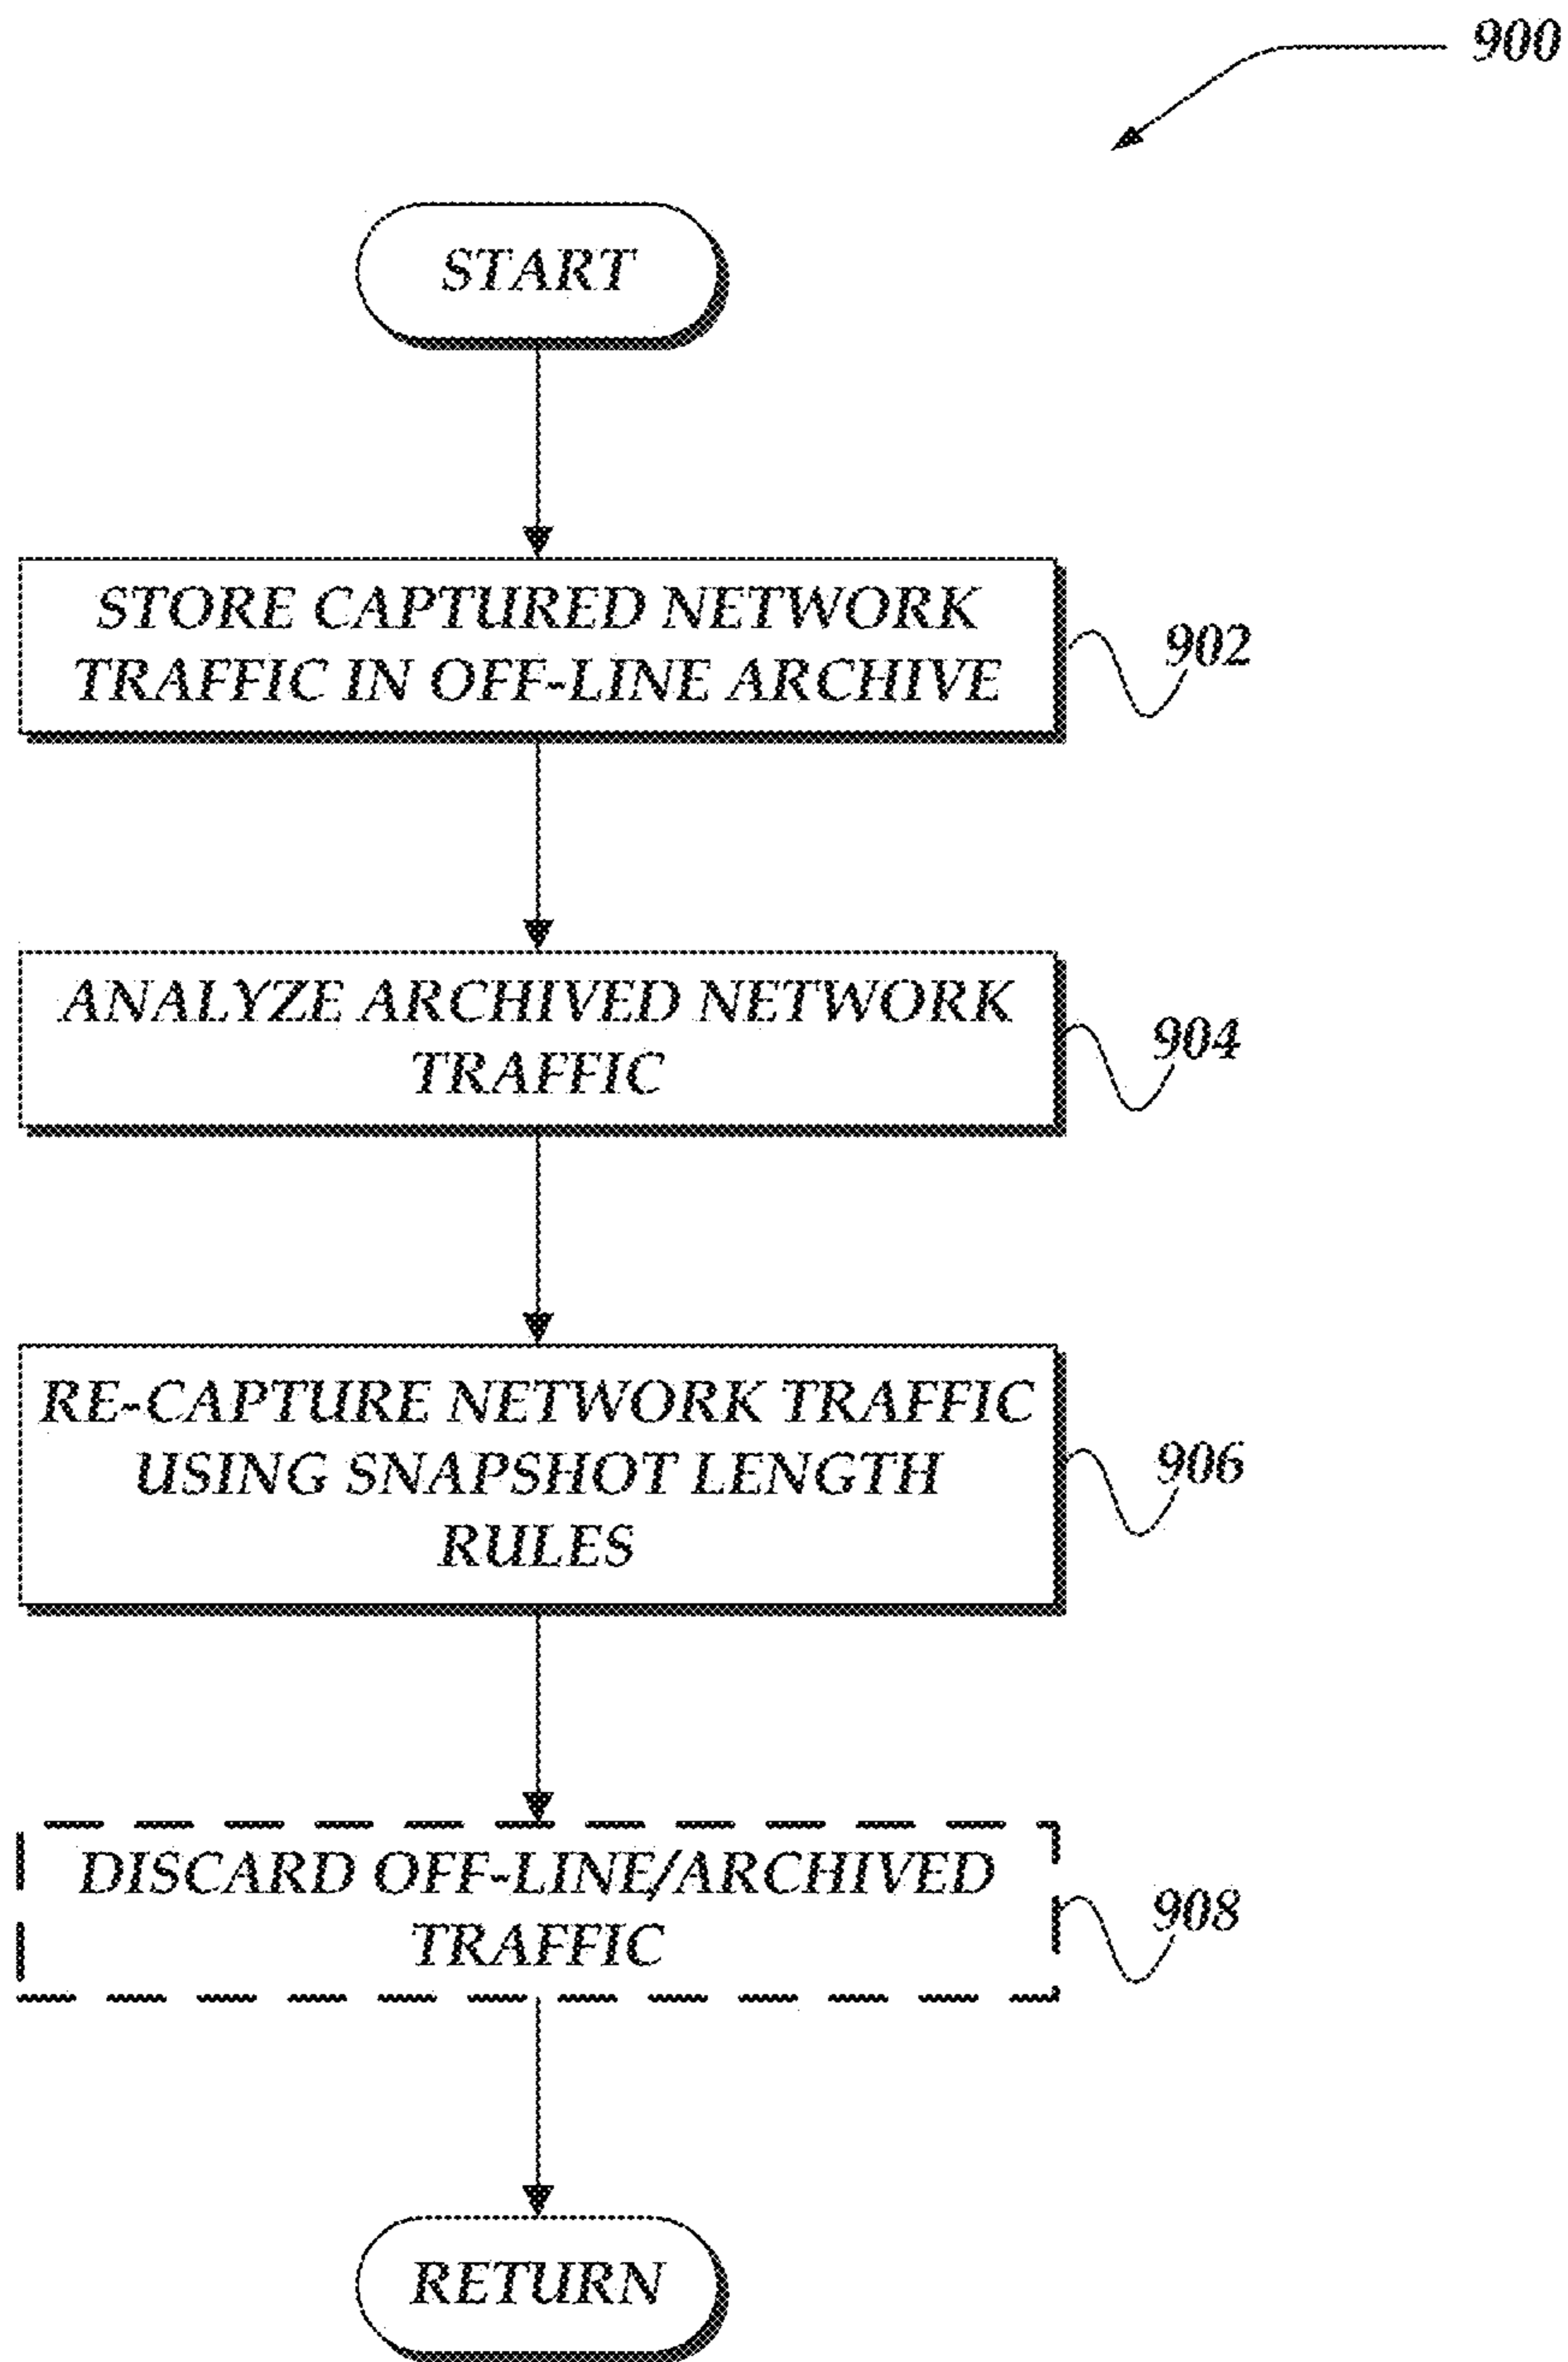 900
START
STORE CAPTURED NETWORK
TRAFFIC IN OFF-LINE ARCHIVE
902
ANALYZE ARCHIVED NETWORK
TRAFFIC
904
RE-CAPTURE NETWORK TRAFFIC
USING SNAPSHOT LENGTH
RULES
906
DISCARD OFF-LINE/ARCHIVED
TRAFFIC
908
RETURN